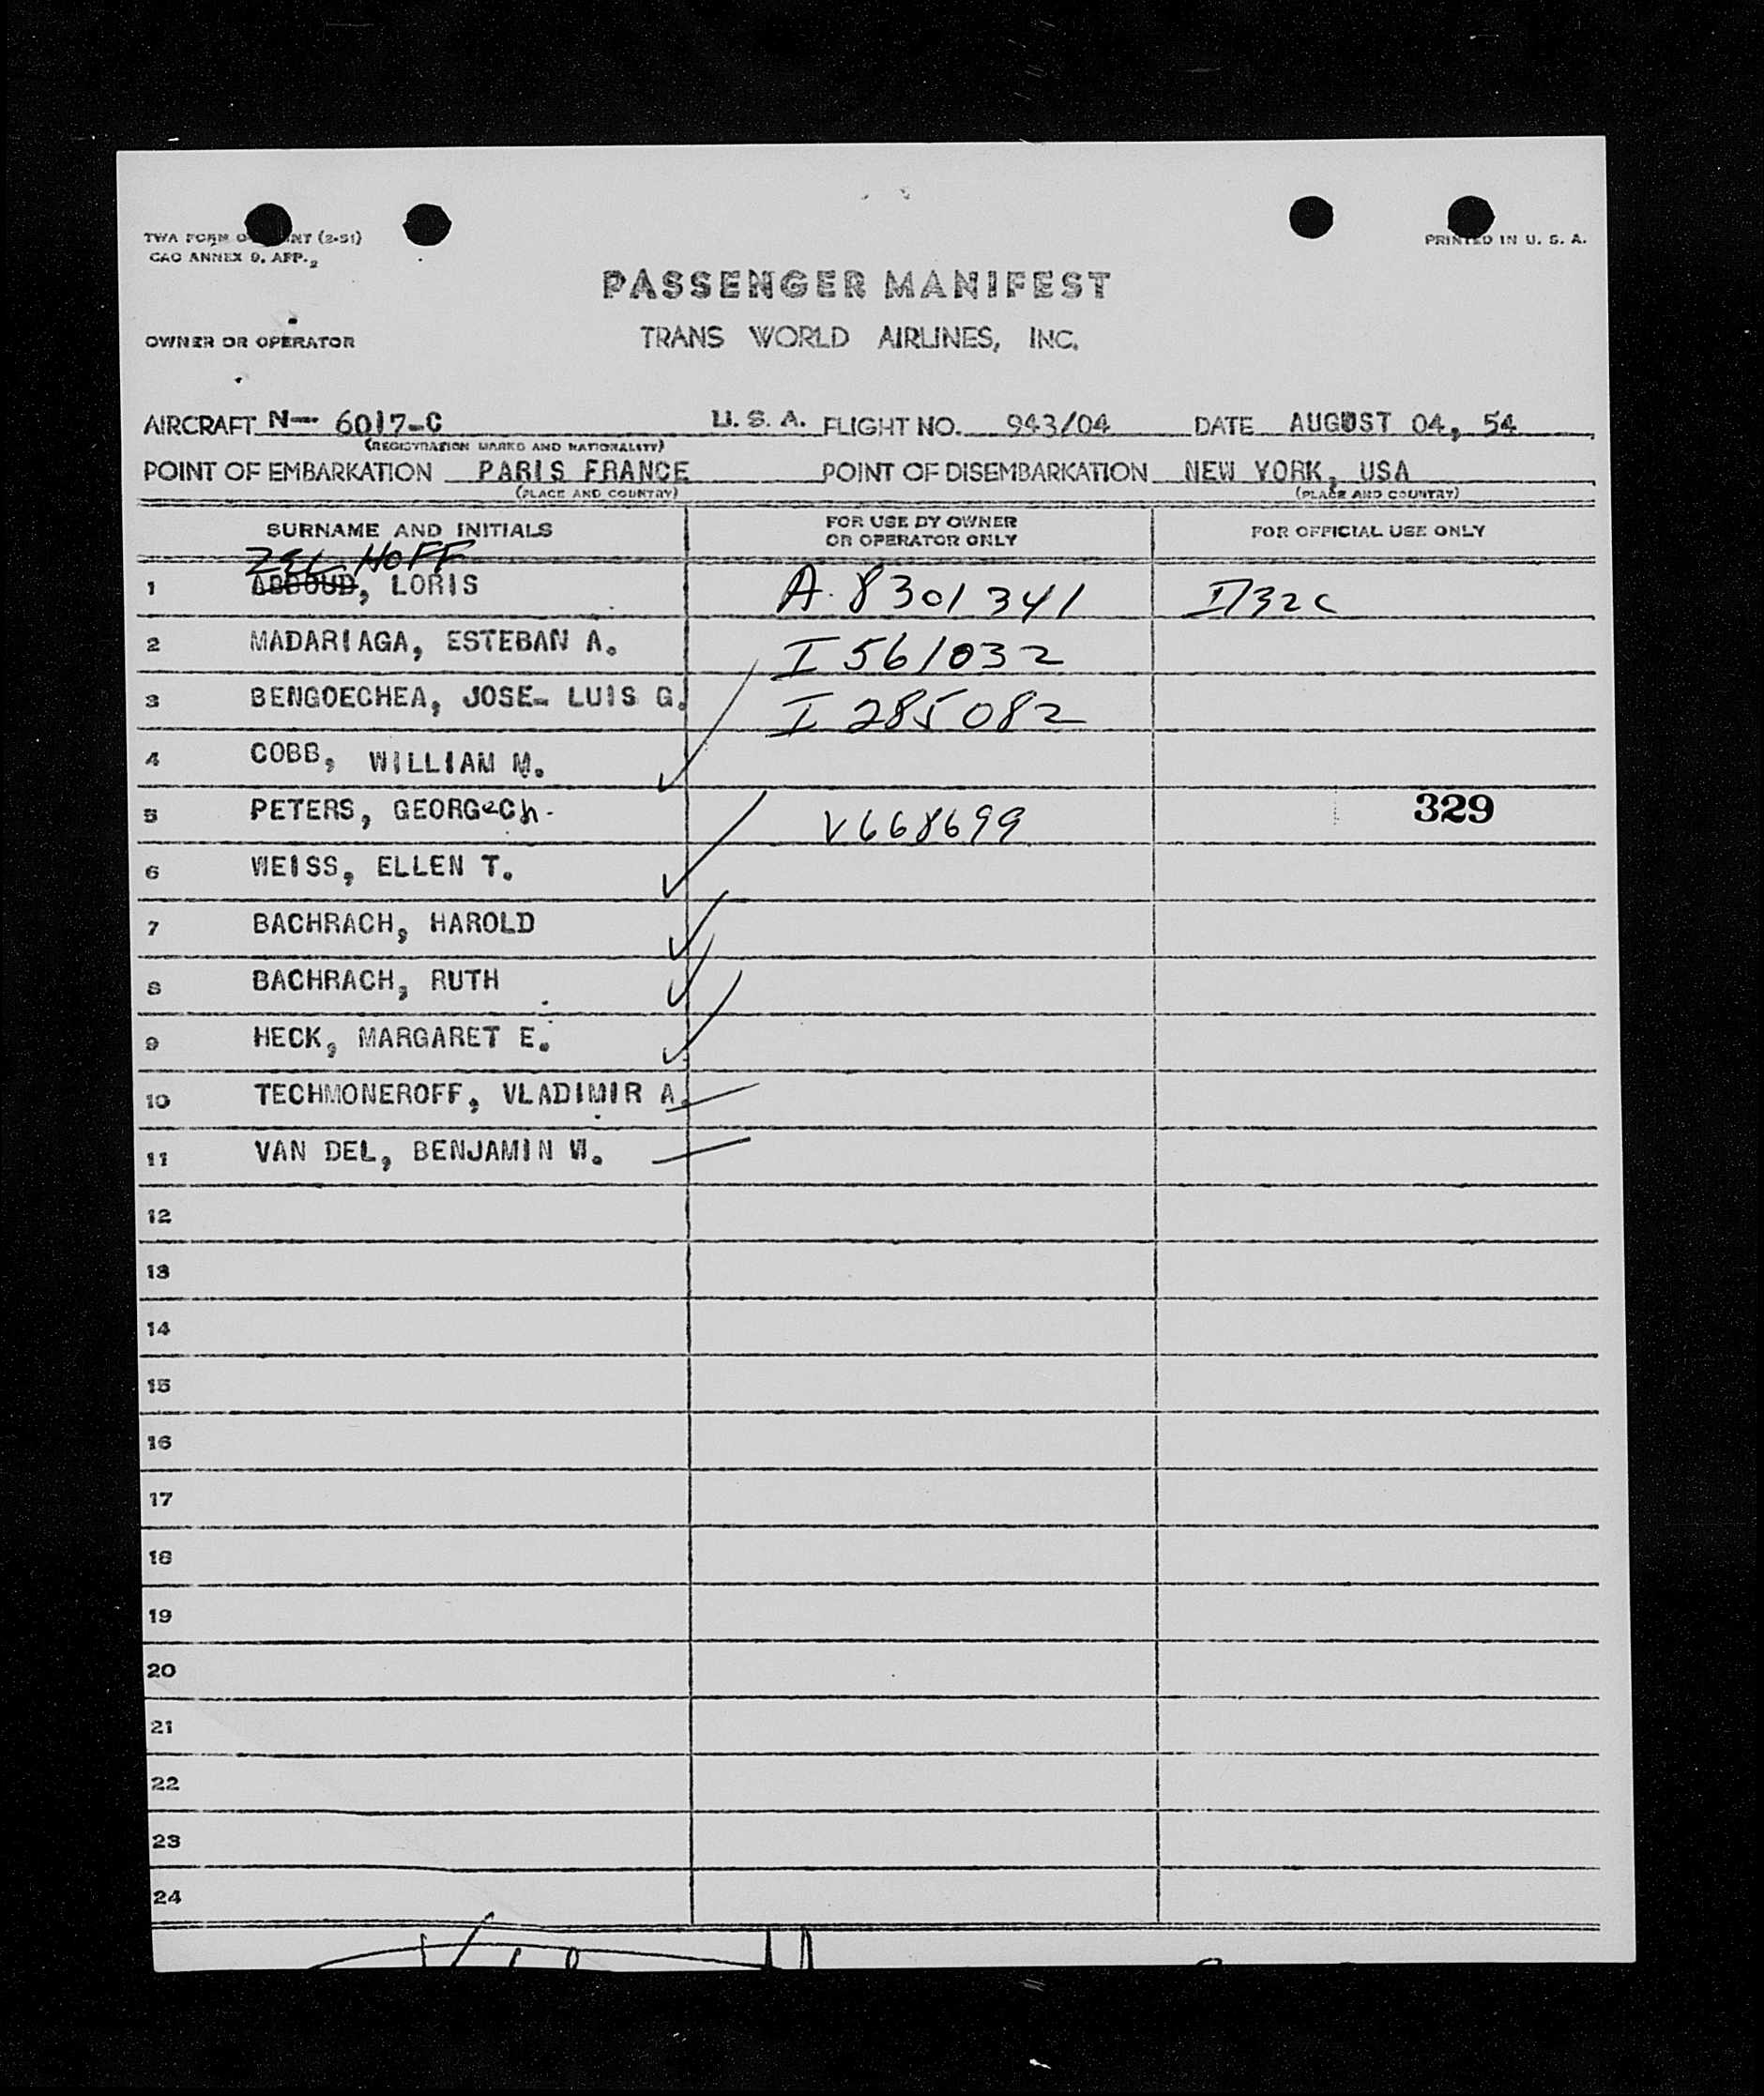 TWA FORM
PRINTED IN U. S. A.
CAO ANNEX 9, APP. 2
PASSENGER MANIFEST
OWNER OR OPERATOR
TRANS WORLD AIRLINES, INC.
AIRCRAFT N-- 6017-C U. S. A. FLIGHT NO. 943/04 DATE AUGUST 04, 54
(REGISTRATION MARKS AND NATIONALITY)
POINT OF EMBARKATION PARIS FRANCE POINT OF DISEMBARKATION NEW YORK, USA
(PLACE AND COUNTRY) (PLACE AND COUNTRY)
SURNAME AND INITIALS FOR USE BY OWNER OR OPERATOR ONLY FOR OFFICIAL USE ONLY
HOFF
1 ABBOUD, LORIS A. 8301341
2 MADARIAGA, ESTEBAN A. I 561032
3 BENGOECHEA, JOSE- LUIS G. I 285082
4 COBB, WILLIAM M.
5 PETERS, GEORGeCh. V668699 329
6 WEISS, ELLEN T.
7 BACHRACH, HAROLD
8 BACHRACH, RUTH
9 HECK, MARGARET E.
10 TECHMONEROFF, VLADIMIR A.
11 VAN DEL, BENJAMIN W.
12
13
14
15
16
17
18
19
20
21
22
23
24